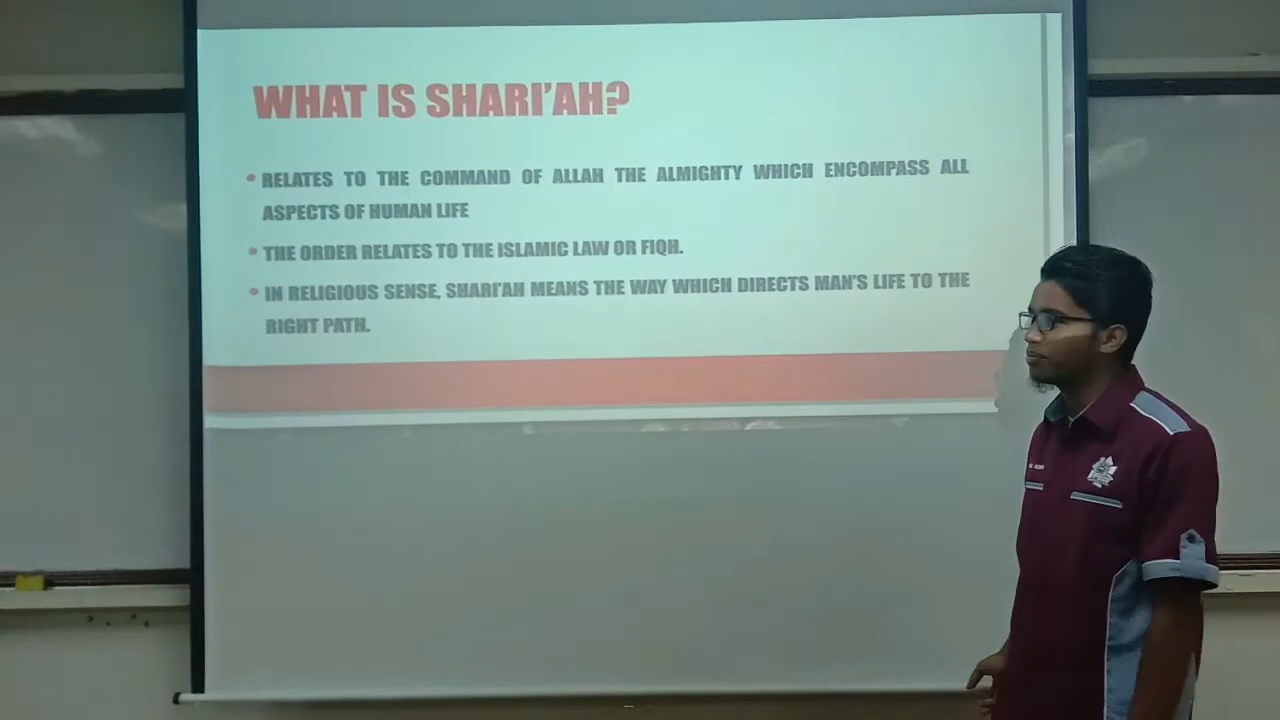 WHAT IS SHARI'AH?
• RELATES TO THE COMMAND OF ALLAH THE ALMIGHTY WHICH ENCOMPASS ALL
ASPECTS OF HUMAN LIFE
• THE ORDER RELATES TO THE ISLAMIC LAW OR FIQH.
• IN RELIGIOUS SENSE, SHARI'AH MEANS THE WAY WHICH DIRECTS MAN'S LIFE TO THE
RIGHT PATH.